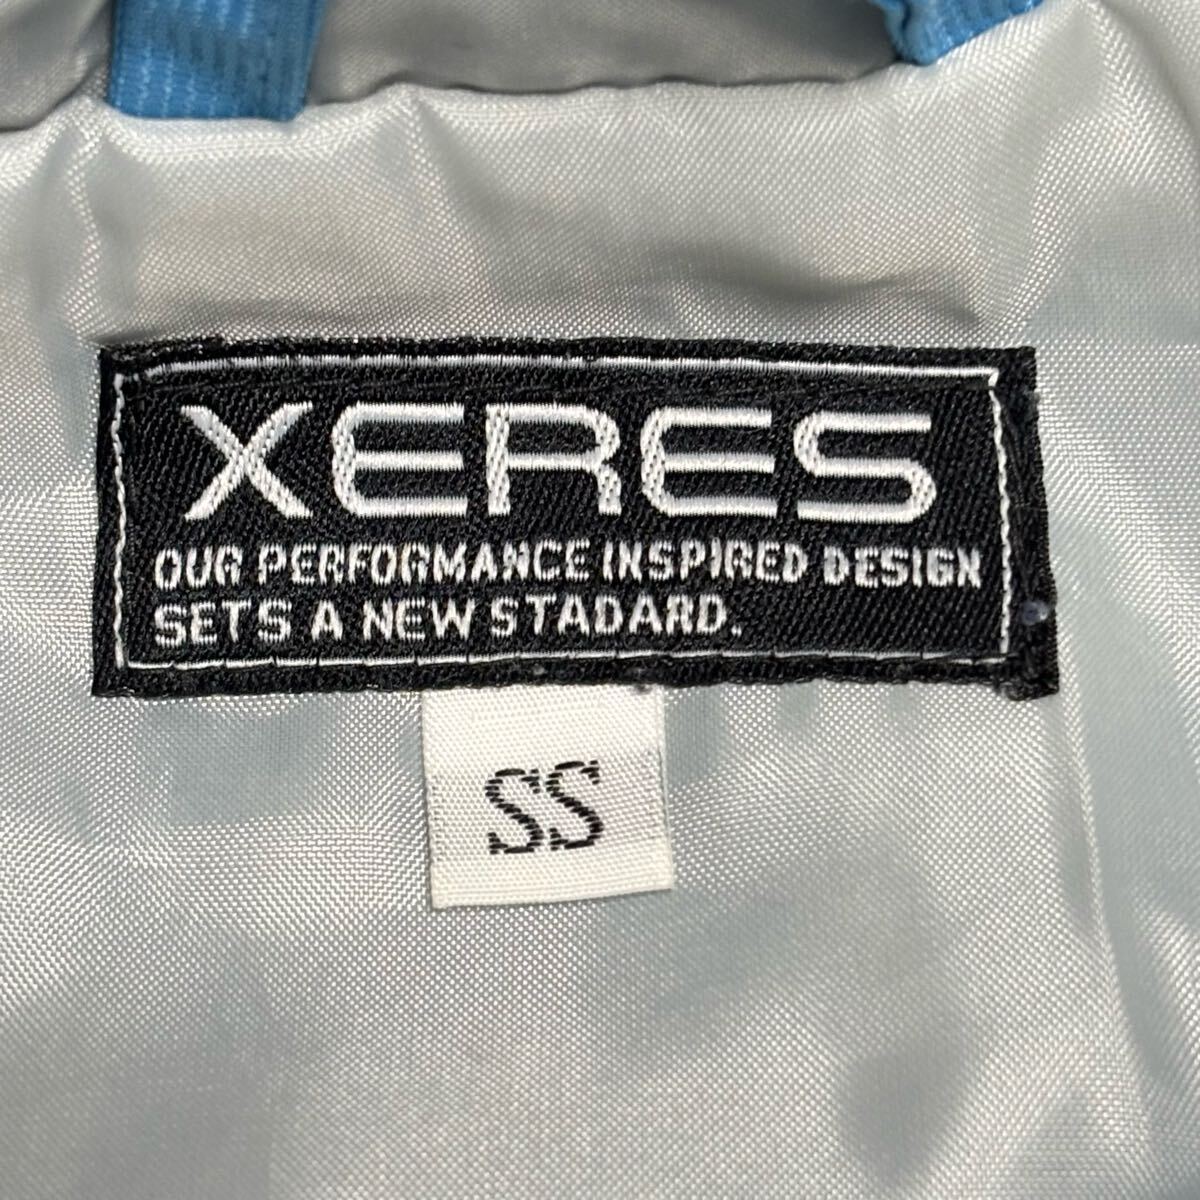 XERES
OUR PERFORMANCE INSPIRED DESIGN
SETS A NEW STADARD.
SS